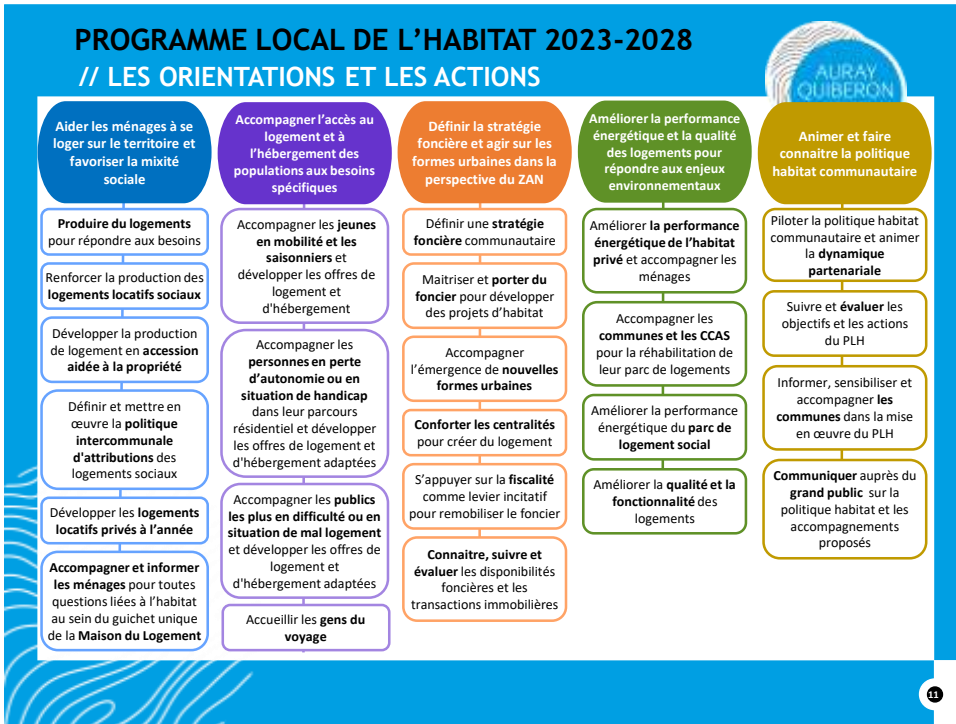 PROGRAMME LOCAL DE L'HABITAT 2023-2028
// LES ORIENTATIONS ET LES ACTIONS
AURAY
QUIBERON
Aider les ménages à se
loger sur le territoire et
favoriser la mixité
sociale
Produire du logements
pour répondre aux besoins
Renforcer la production des
logements locatifs sociaux
Développer la production
de logement en accession
aidée à la propriété
Définir et mettre en
œuvre la politique
intercommunale
d'attributions des
logements sociaux
Développer les logements
locatifs privés à l'année
Accompagner et informer
les ménages pour toutes
questions liées à l'habitat
au sein du guichet unique
de la Maison du Logement
Accompagner l'accès au
logement et à
l'hébergement des
populations aux besoins
spécifiques
Accompagner les jeunes
en mobilité et les
saisonniers et
développer les offres de
logement et
d'hébergement
Accompagner les
personnes en perte
d'autonomie ou en
situation de handicap
dans leur parcours
résidentiel et développer
les offres de logement et
d'hébergement adaptées
Accompagner les publics
les plus en difficulté ou en
situation de mal logement
et développer les offres de
logement et
d'hébergement adaptées
Accueillir les gens du
voyage
Définir la stratégie
foncière et agir sur les
formes urbaines dans la
perspective du ZAN
Définir une stratégie
foncière communautaire
Maitriser et porter du
foncier pour développer
des projets d'habitat
Accompagner
l'émergence de nouvelles
formes urbaines
Conforter les centralités
pour créer du logement
S'appuyer sur la fiscalité
comme levier incitatif
pour remobiliser le foncier
Connaitre, suivre et
évaluer les disponibilités
foncières et les
transactions immobilières
Améliorer la performance
énergétique et la qualité
des logements pour
répondre aux enjeux
environnementaux
Améliorer la performance
énergétique de l'habitat
privé et accompagner les
ménages
Accompagner les
communes et les CCAS
pour la réhabilitation de
leur parc de logements
Améliorer la performance
énergétique du parc de
logement social
Améliorer la qualité et la
fonctionnalité des
logements
Animer et faire
connaitre la politique
habitat communautaire
Piloter la politique habitat
communautaire et animer
la dynamique
partenariale
Suivre et évaluer les
objectifs et les actions
du PLH
Informer, sensibiliser et
accompagner les
communes dans la mise
en œuvre du PLH
Communiquer auprès du
grand public sur la
politique habitat et les
accompagnements
proposés
11